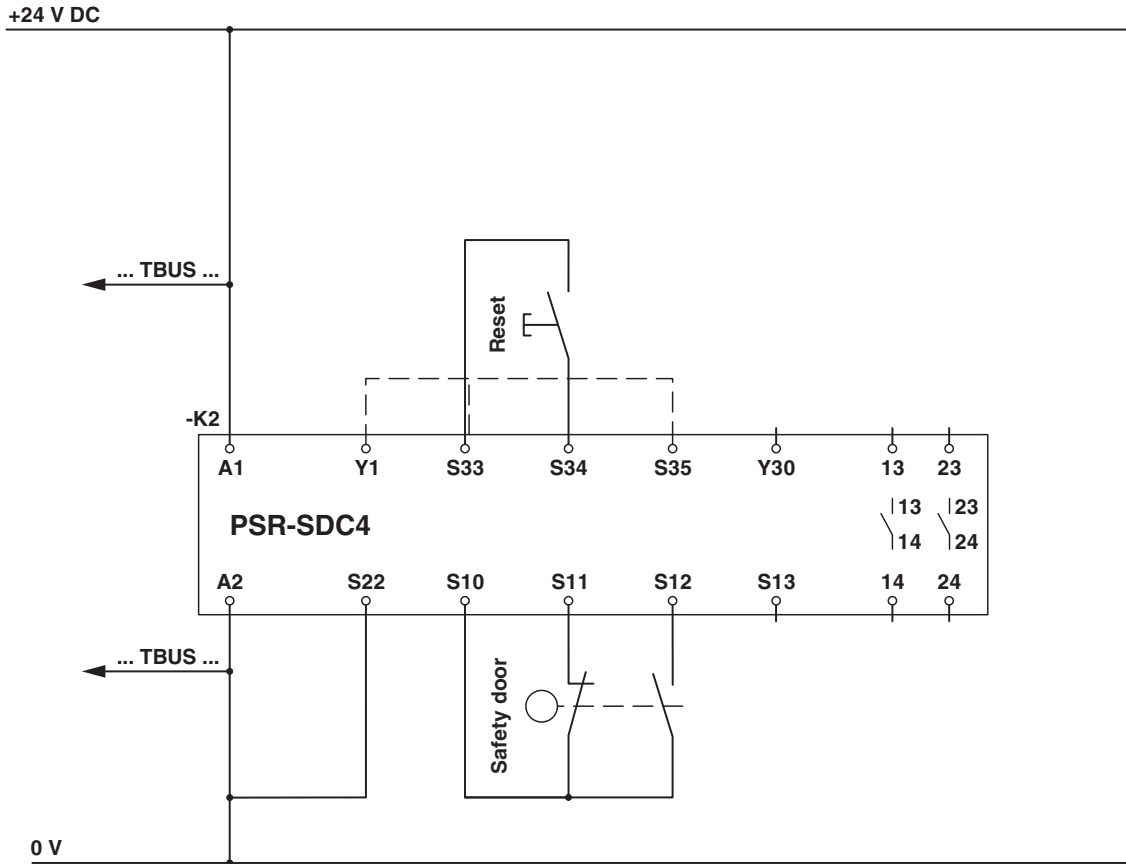 +24 V DC
... TBUS ...
Reset
-K2
A1 Y1 S33 S34 S35 Y30 13 23
PSR-SDC4
13 23
14 24
A2 S22 S10 S11 S12 S13 14 24
... TBUS ...
Safety door
0 V